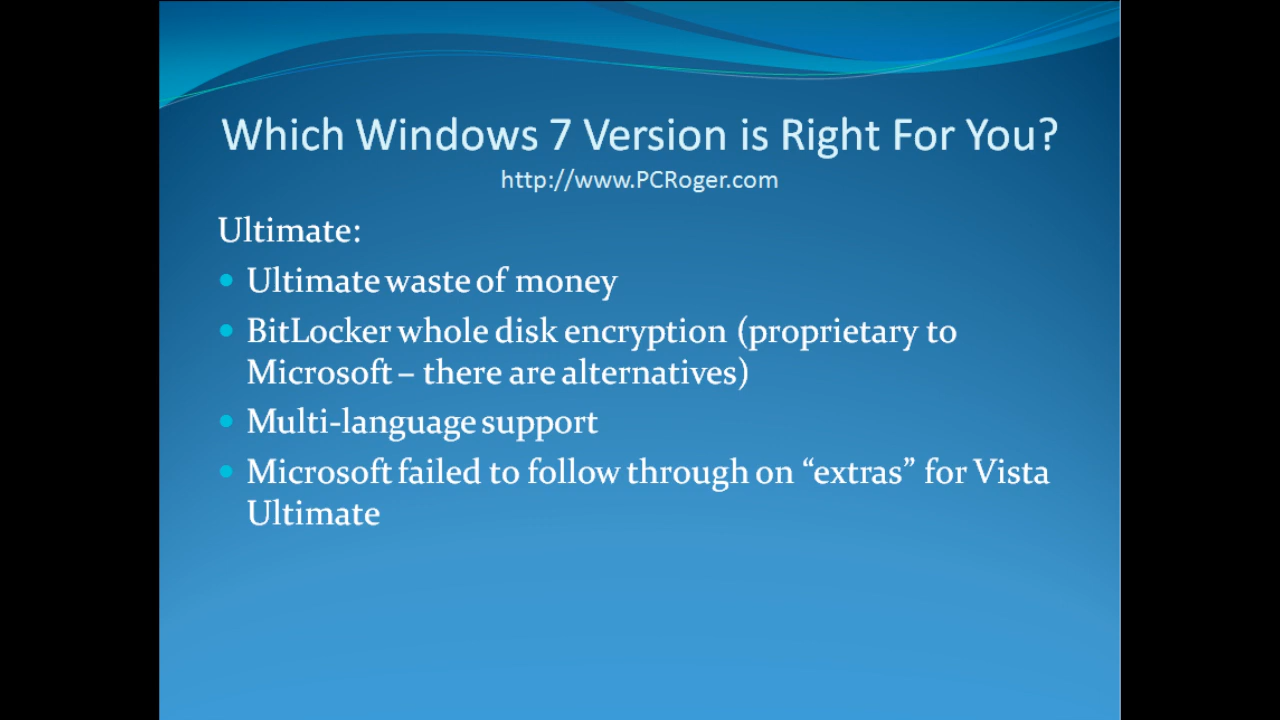 Which Windows 7 Version is Right For You?
http://www.PCRoger.com
Ultimate:
• Ultimate waste of money
• BitLocker whole disk encryption (proprietary to
Microsoft – there are alternatives)
• Multi-language support
• Microsoft failed to follow through on “extras” for Vista
Ultimate